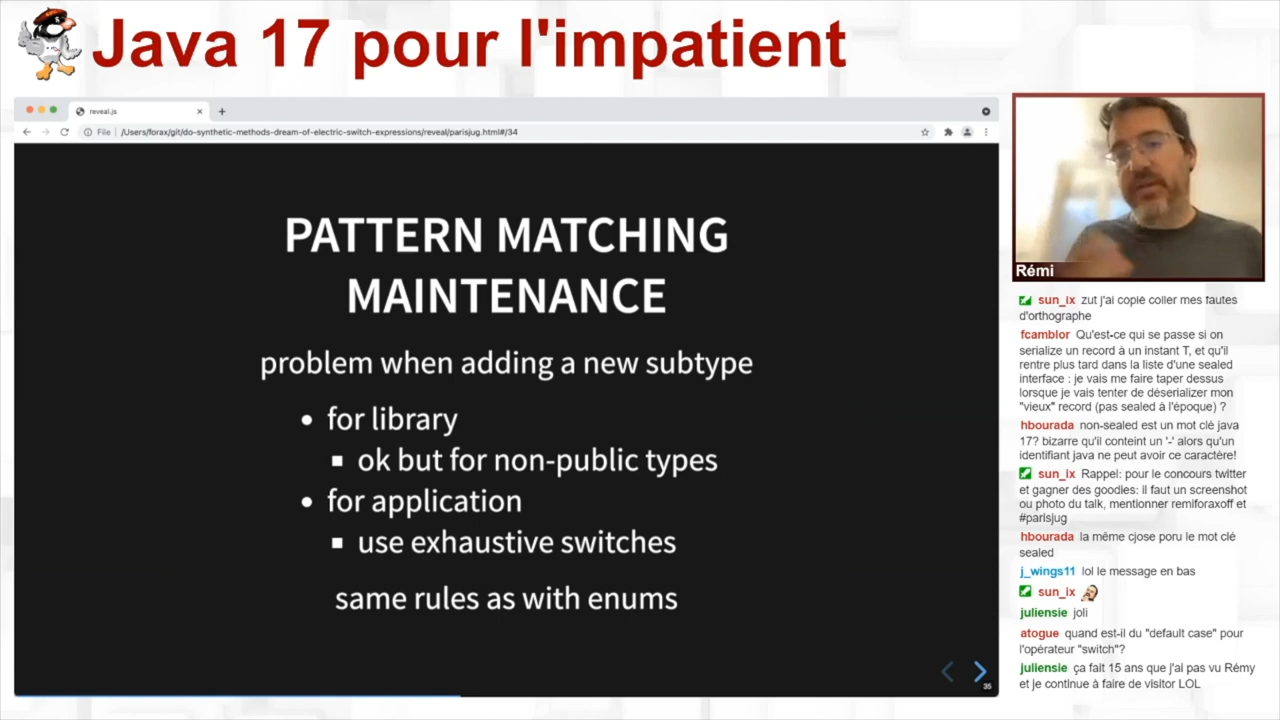 Java 17 pour l'impatient
reveal.js
File
/Users/forax/git/do-synthetic-methods-dream-of-electric-switch-expressions/reveal/parisjug.html#/34
PATTERN MATCHING
MAINTENANCE
problem when adding a new subtype
• for library
▪ ok but for non-public types
• for application
▪ use exhaustive switches
same rules as with enums
35
Rémi
sun_ix zut j'ai copié coller mes fautes
d'orthographe
fcamblor Qu'est-ce qui se passe si on
serialize un record à un instant T, et qu'il
rentre plus tard dans la liste d'une sealed
interface : je vais me faire taper dessus
lorsque je vais tenter de déserializer mon
"vieux" record (pas sealed à l'époque) ?
hbourada non-sealed est un mot clé java
17? bizarre qu'il conteint un '-' alors qu'un
identifiant java ne peut avoir ce caractère!
sun_ix Rappel: pour le concours twitter
et gagner des goodies: il faut un screenshot
ou photo du talk, mentionner remiforaxoff et
#parisjug
hbourada la même cjose poru le mot clé
sealed
j_wings11 lol le message en bas
sun_ix
juliensie joli
atogue quand est-il du "default case" pour
l'opérateur "switch"?
juliensie ça fait 15 ans que j'ai pas vu Rémy
et je continue à faire de visitor LOL